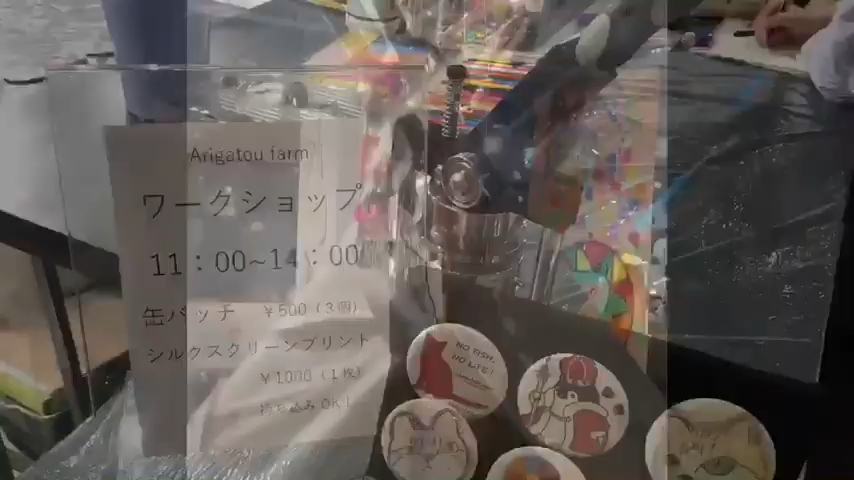 Arigatou farm
ワークショップ
11:00~14:00
缶バッチ ¥500(3個)
シルクスクリーンプリント
¥1000(1枚)
持ち込みOK!
NO FISH,
NO LIFE!